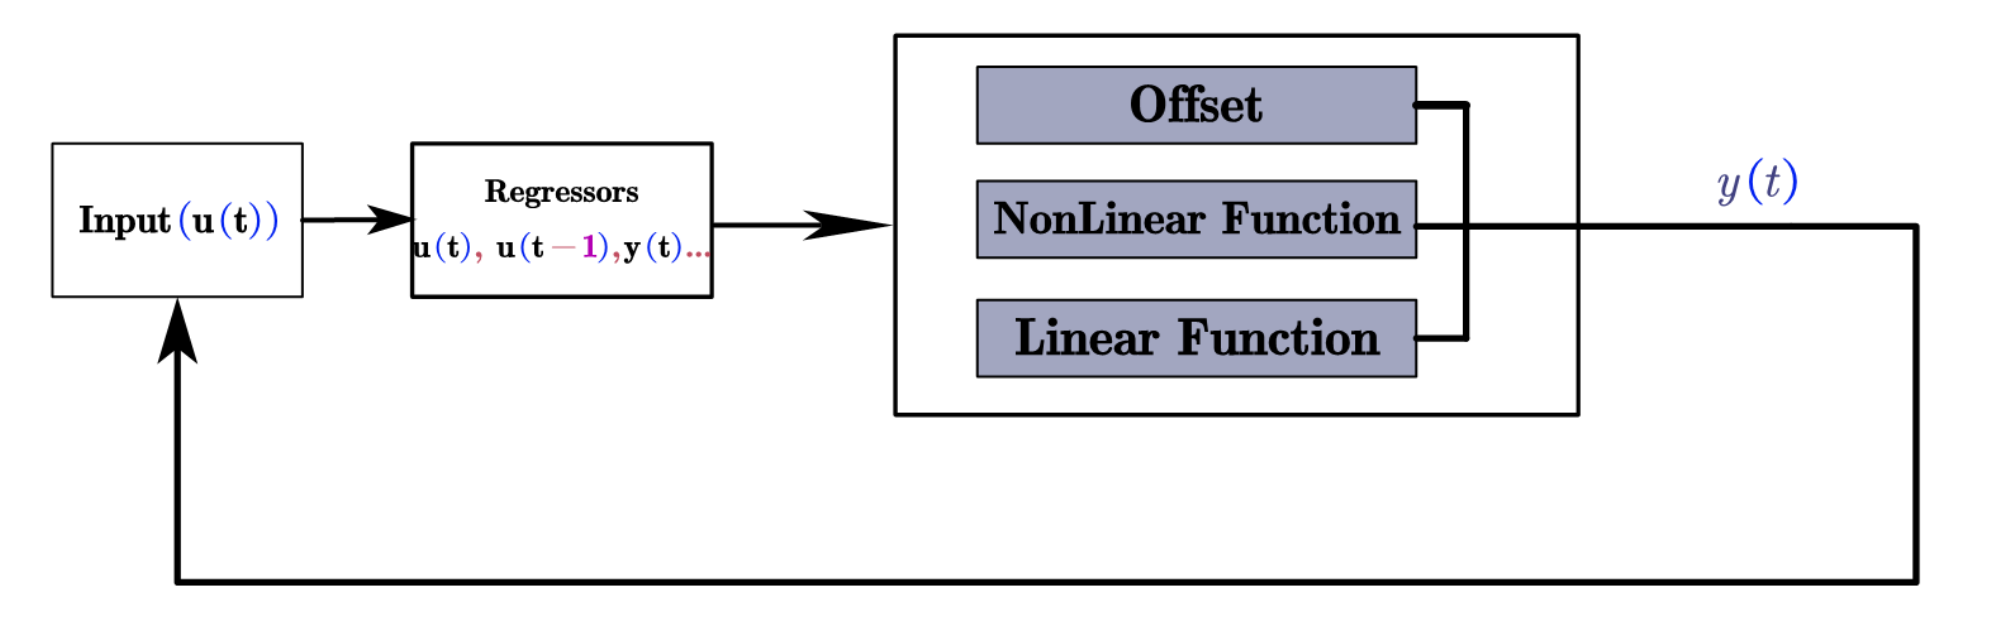 Input(u(t))
Regressors
u(t), u(t−1),y(t)...
Offset
NonLinear Function
Linear Function
y(t)